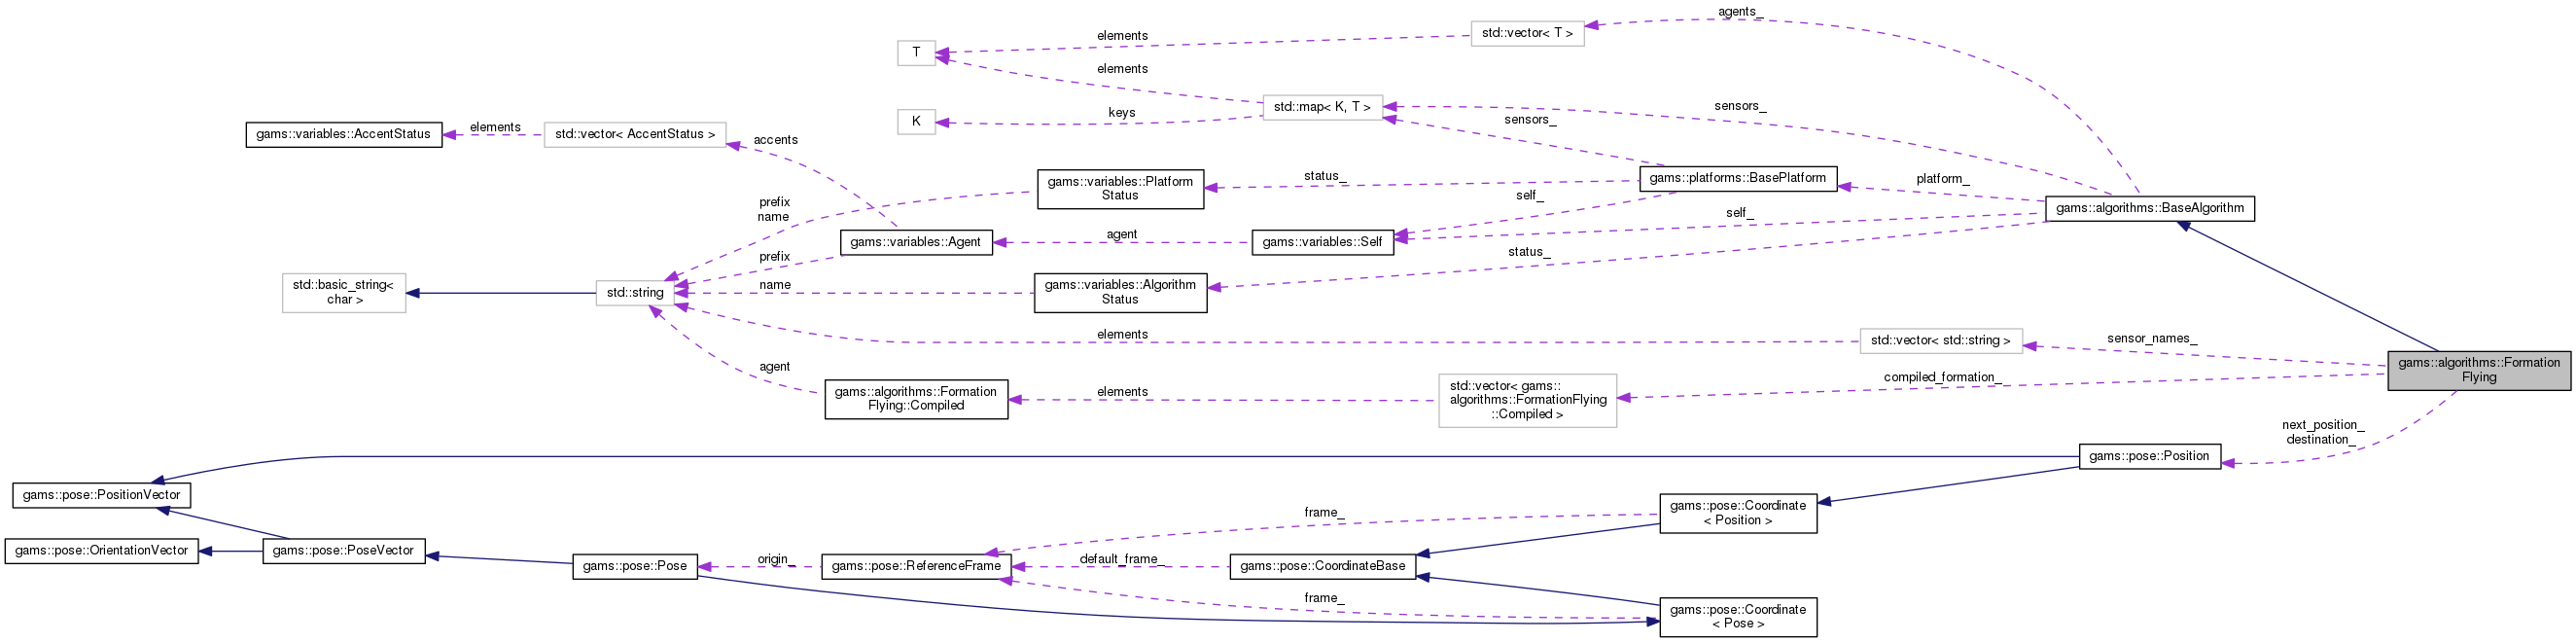 agents_
std::vector< T >
elements
T
elements
std::map< K, T >
sensors_
keys
K
sensors_
gams::variables::AccentStatus
elements
std::vector< AccentStatus >
accents
gams::platforms::BasePlatform
platform_
status_
gams::variables::Platform
Status
self_
prefix
name
gams::algorithms::BaseAlgorithm
self_
gams::variables::Agent
agent
gams::variables::Self
status_
prefix
std::basic_string<
char >
std::string
name
gams::variables::Algorithm
Status
elements
std::vector< std::string >
sensor_names_
gams::algorithms::Formation
Flying
agent
gams::algorithms::Formation
Flying::Compiled
elements
std::vector< gams::
algorithms::FormationFlying
::Compiled >
compiled_formation_
next_position_
destination_
gams::pose::Position
gams::pose::PositionVector
frame_
gams::pose::Coordinate
< Position >
gams::pose::OrientationVector
gams::pose::PoseVector
gams::pose::Pose
origin_
gams::pose::ReferenceFrame
default_frame_
gams::pose::CoordinateBase
frame_
gams::pose::Coordinate
< Pose >